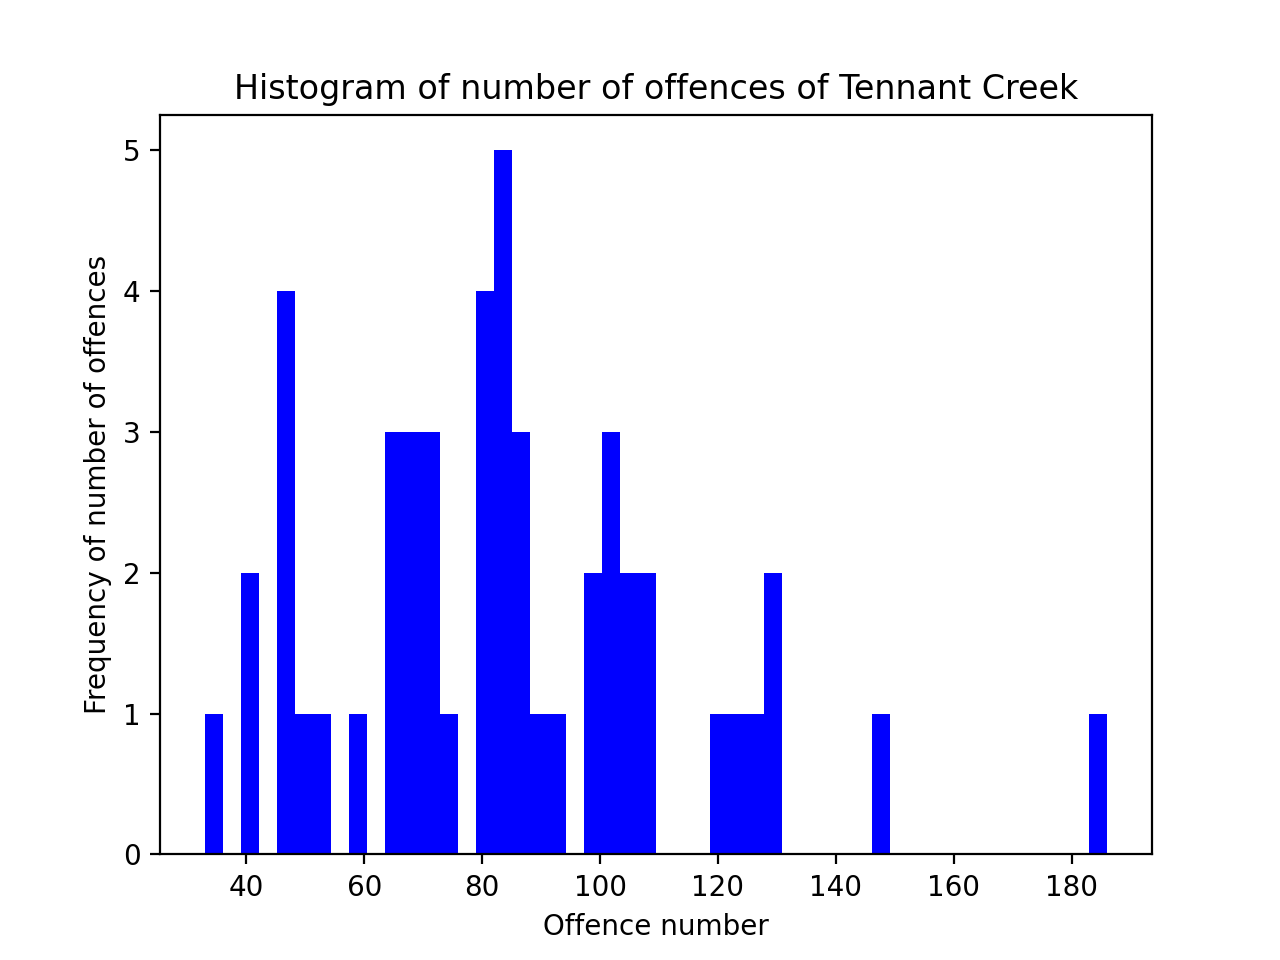 Histogram of number of offences of Tennant Creek
Frequency of number of offences
5
4
3
2
1
0
40 60 80 100 120 140 160 180
Offence number